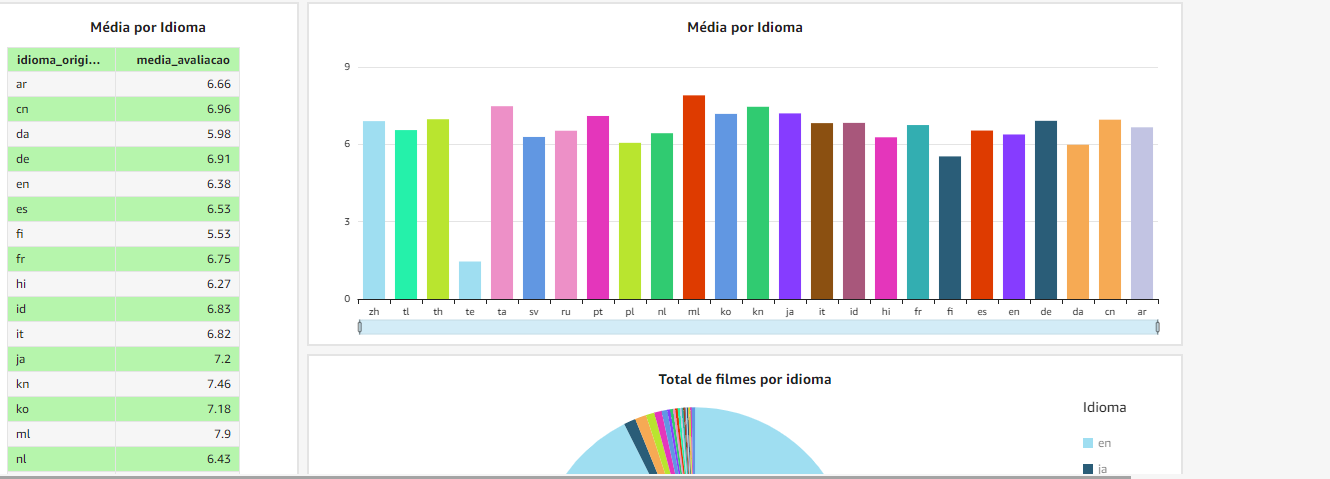 Média por Idioma
idioma_origi... media_avaliacao
ar 6.66
cn 6.96
da 5.98
de 6.91
en 6.38
es 6.53
fi 5.53
fr 6.75
hi 6.27
id 6.83
it 6.82
ja 7.2
kn 7.46
ko 7.18
ml 7.9
nl 6.43
Média por Idioma
9
6
3
0
zh tl th te ta sv ru pt pl nl ml ko kn ja it id hi fr fi es en de da cn ar
Total de filmes por idioma
Idioma
en
ja